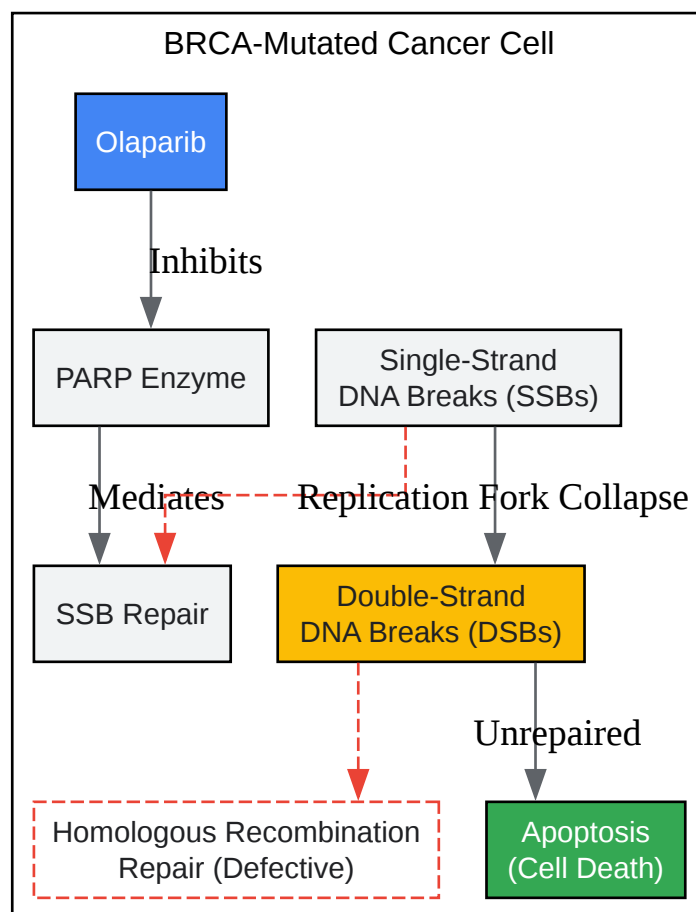 BRCA-Mutated Cancer Cell
Olaparib
Inhibits
PARP Enzyme
Single-Strand
DNA Breaks (SSBs)
Mediates
Replication Fork Collapse
SSB Repair
Double-Strand
DNA Breaks (DSBs)
Unrepaired
Homologous Recombination
Repair (Defective)
Apoptosis
(Cell Death)